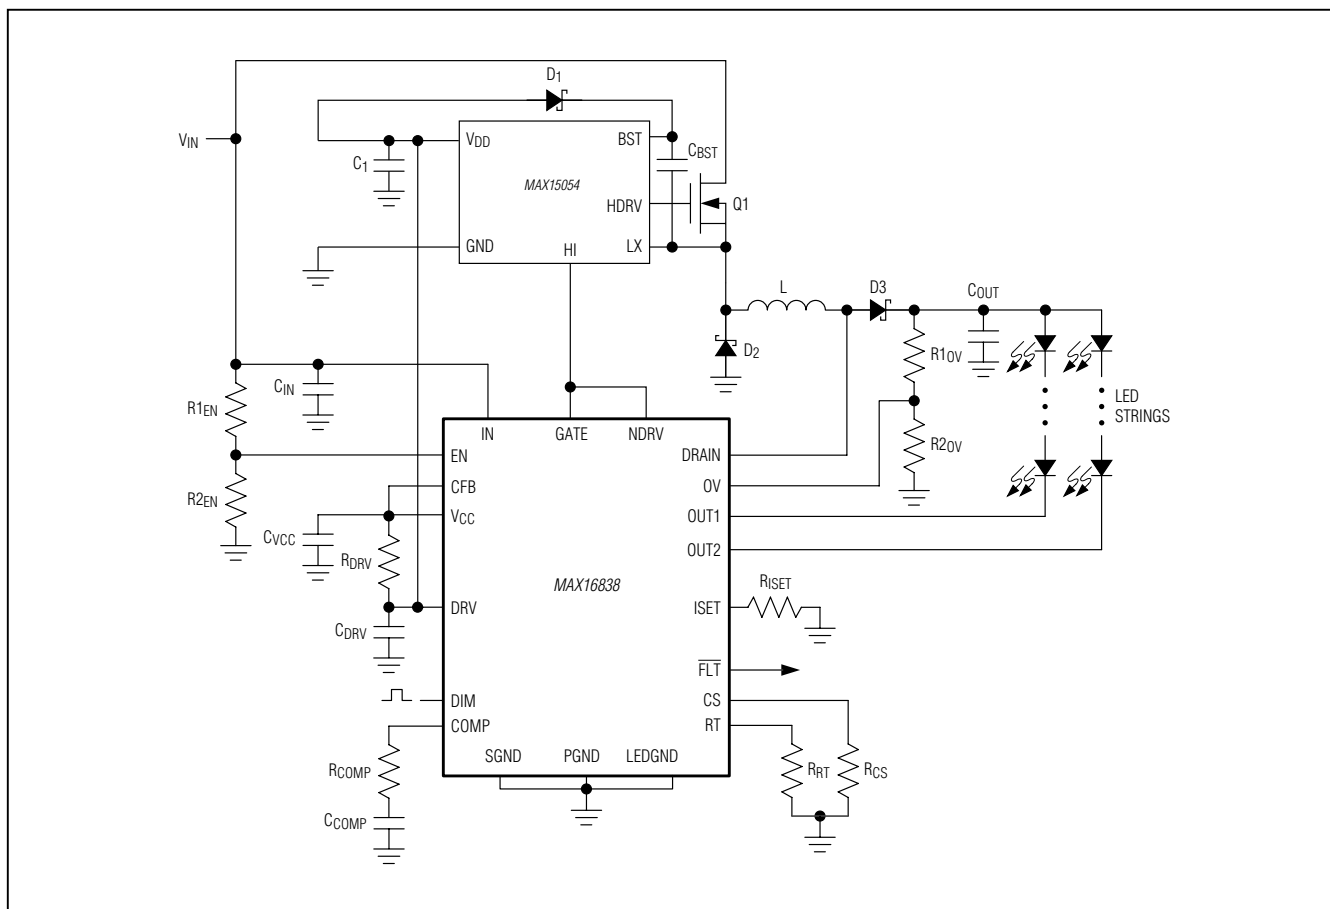 D1
VIN
VDD
BST
C1
CBST
MAX15054
HDRV
Q1
GND
HI
LX
L
D3
COUT
D2
R1OV
CIN
R1EN
LED
STRINGS
IN
GATE
NDRV
R2OV
EN
DRAIN
CFB
OV
R2EN
VCC
OUT1
CVCC
RDRV
OUT2
MAX16838
RISET
DRV
ISET
CDRV
FLT
DIM
CS
COMP
RT
SGND
PGND
LEDGND
RCOMP
RRT
RCS
CCOMP